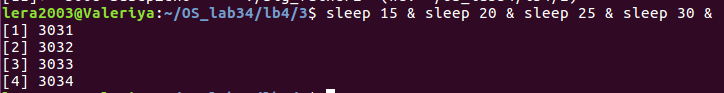 lera2003@Valeriya:~/OS_lab34/lb4/3$ sleep 15 & sleep 20 & sleep 25 & sleep 30 &
[1] 3031
[2] 3032
[3] 3033
[4] 3034